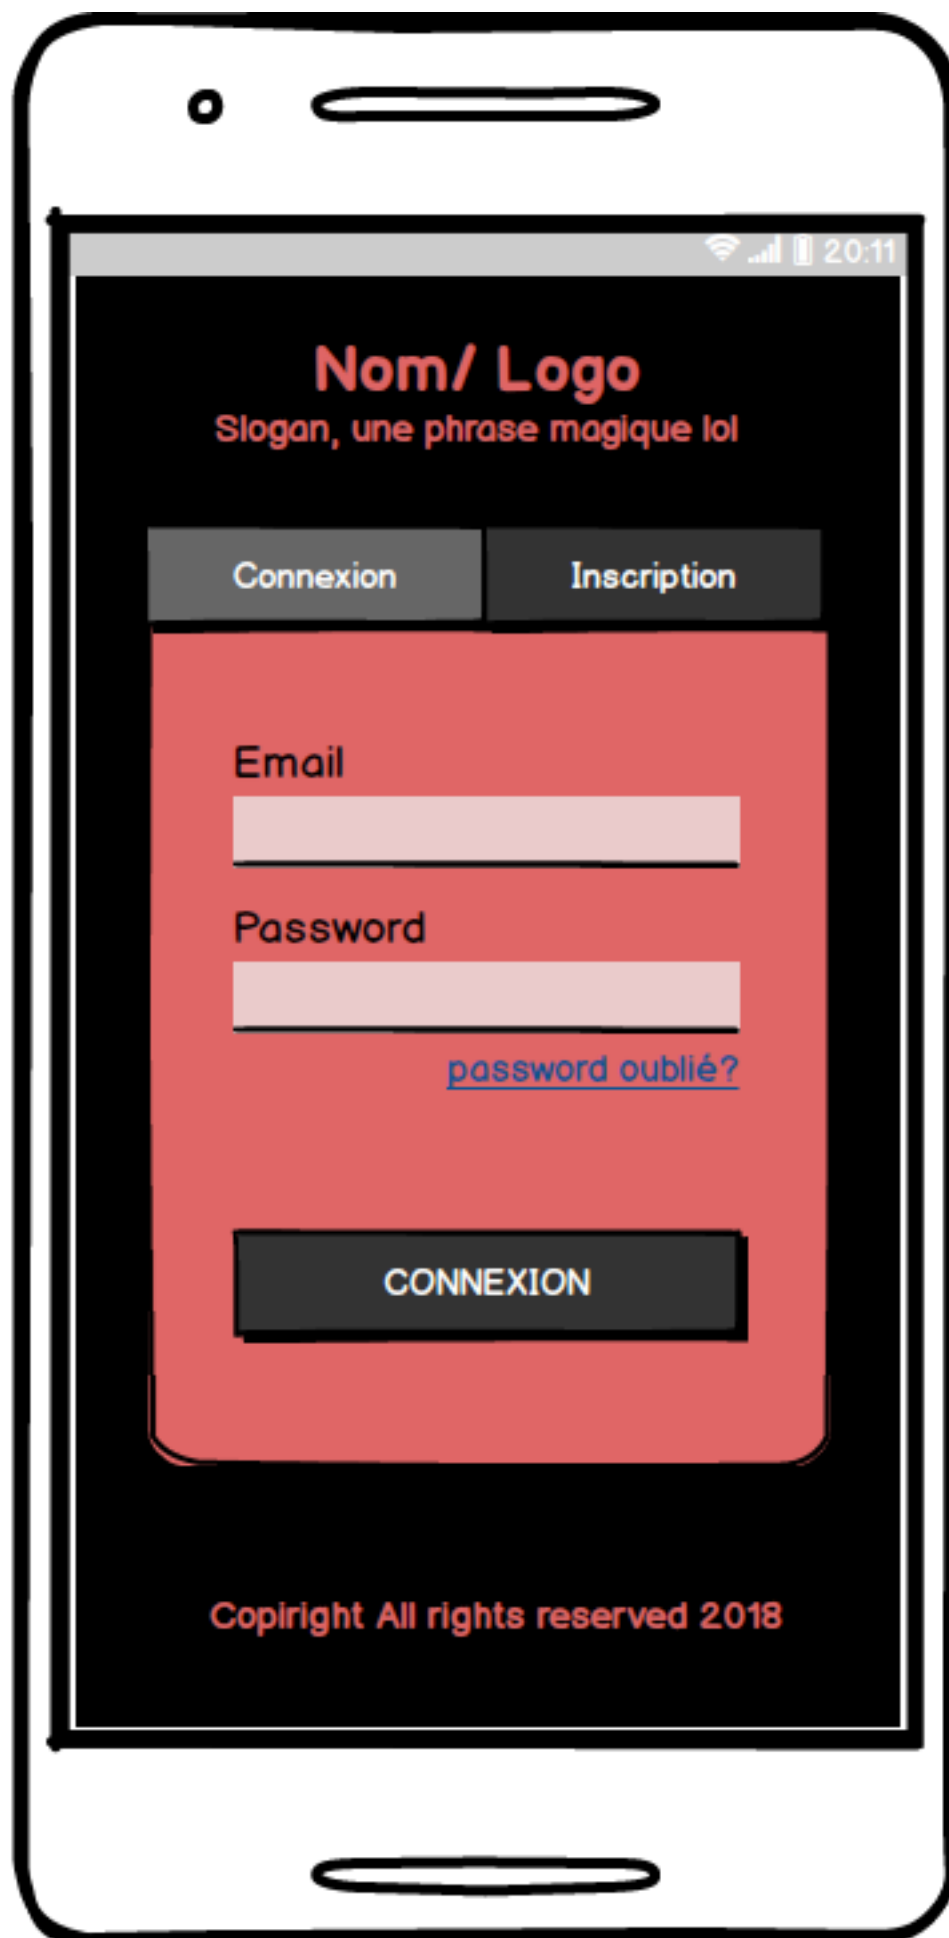 20:11
Nom/ Logo
Slogan, une phrase magique lol
Connexion Inscription
Email
Password
password oublié?
CONNEXION
Copiright All rights reserved 2018